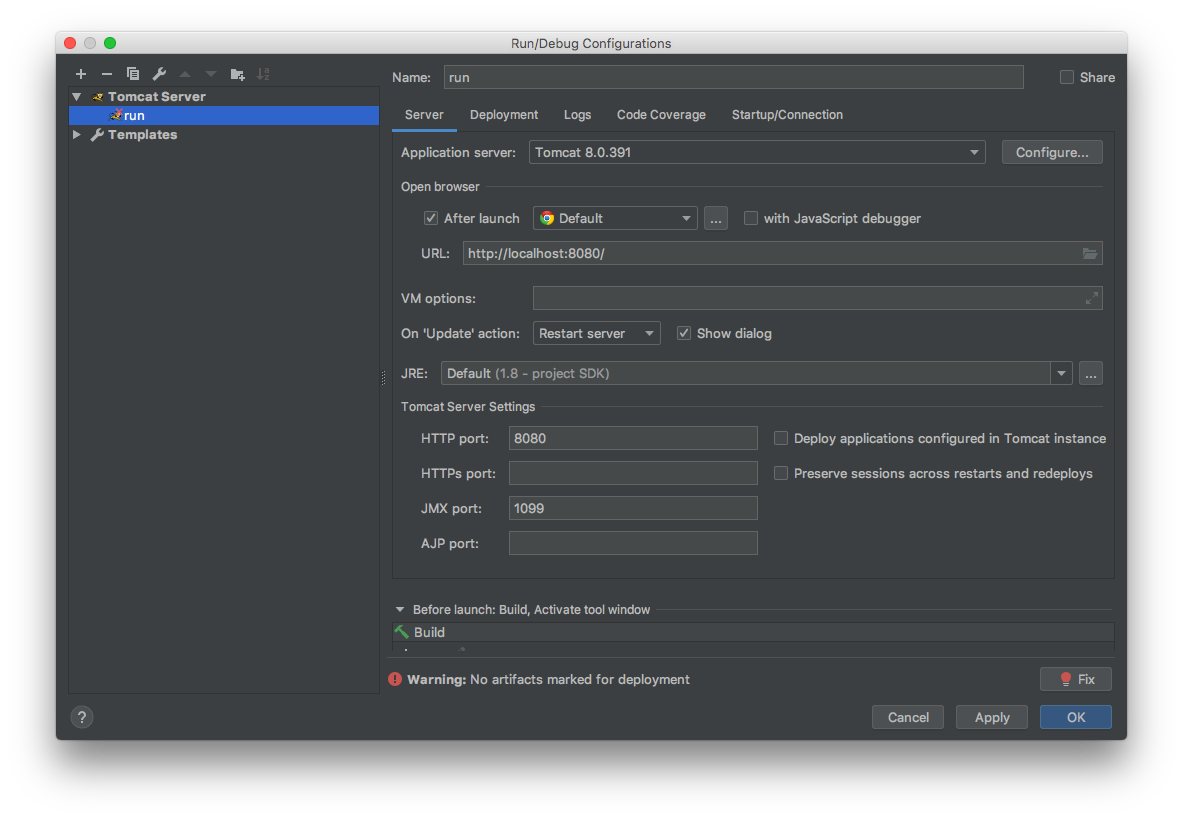 Run/Debug Configurations
Name: run Share
Tomcat Server
run
Templates
Server Deployment Logs Code Coverage Startup/Connection
Application server: Tomcat 8.0.391 Configure...
Open browser
After launch Default ... with JavaScript debugger
URL: http://localhost:8080/
VM options:
On 'Update' action: Restart server Show dialog
JRE: Default (1.8 - project SDK) ...
Tomcat Server Settings
HTTP port: 8080 Deploy applications configured in Tomcat instance
HTTPs port: Preserve sessions across restarts and redeploys
JMX port: 1099
AJP port:
Before launch: Build, Activate tool window
Build
Warning: No artifacts marked for deployment Fix
? Cancel Apply OK